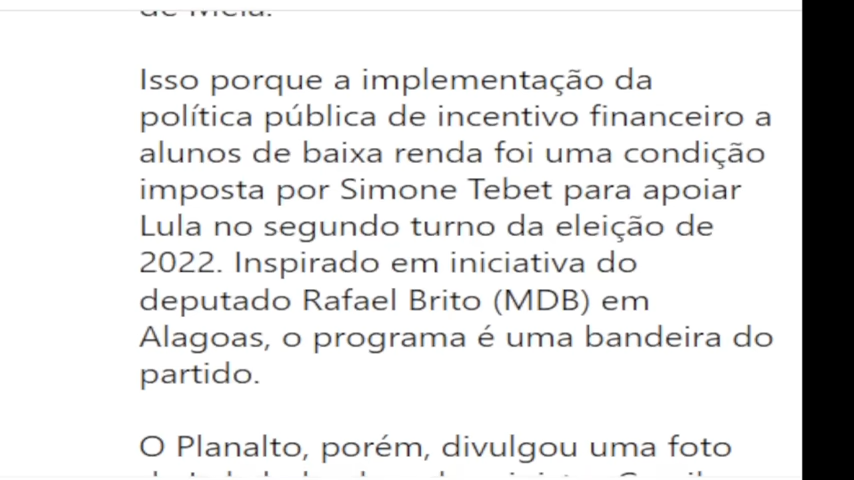 de Meia.
Isso porque a implementação da
política pública de incentivo financeiro a
alunos de baixa renda foi uma condição
imposta por Simone Tebet para apoiar
Lula no segundo turno da eleição de
2022. Inspirado em iniciativa do
deputado Rafael Brito (MDB) em
Alagoas, o programa é uma bandeira do
partido.
O Planalto, porém, divulgou uma foto